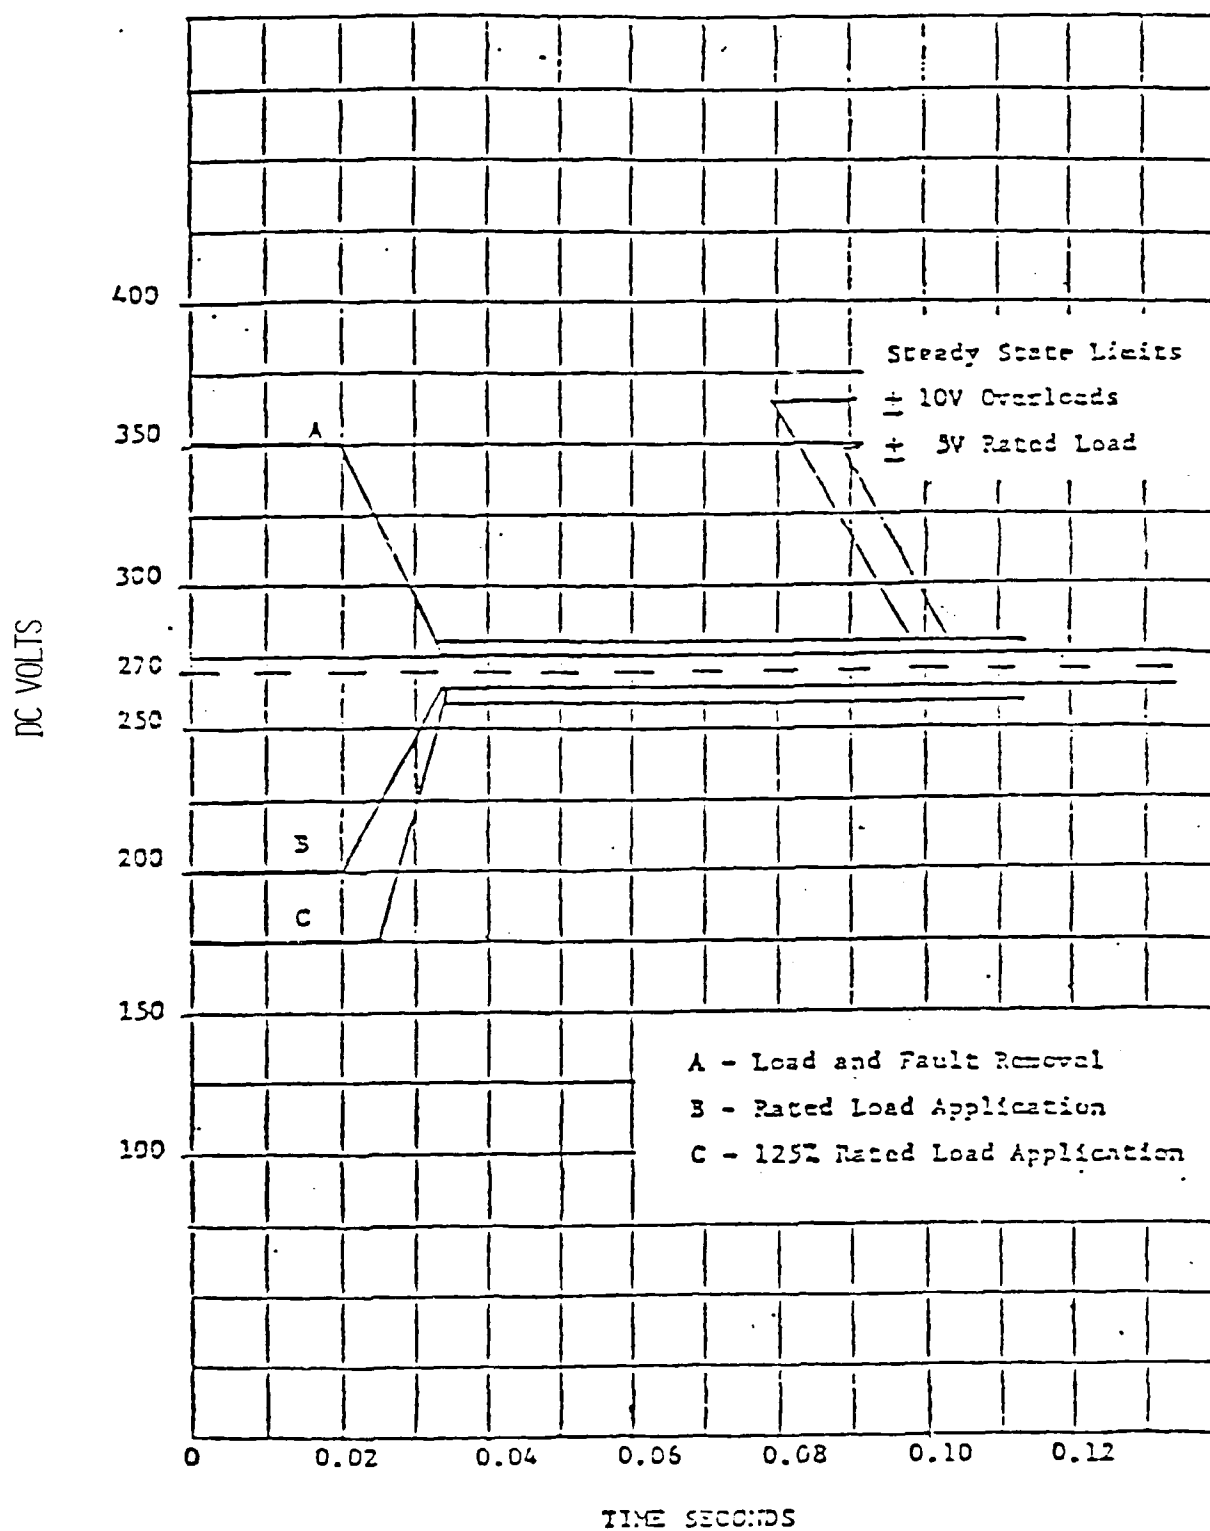 400
Steady State Limits
± 10V Overloads
350
A
± 5V Rated Load
300
DC VOLTS
270
250
B
200
C
150
A - Load and Fault Removal
B - Rated Load Application
100
C - 125% Rated Load Application
0 0.02 0.04 0.06 0.08 0.10 0.12
TIME SECONDS